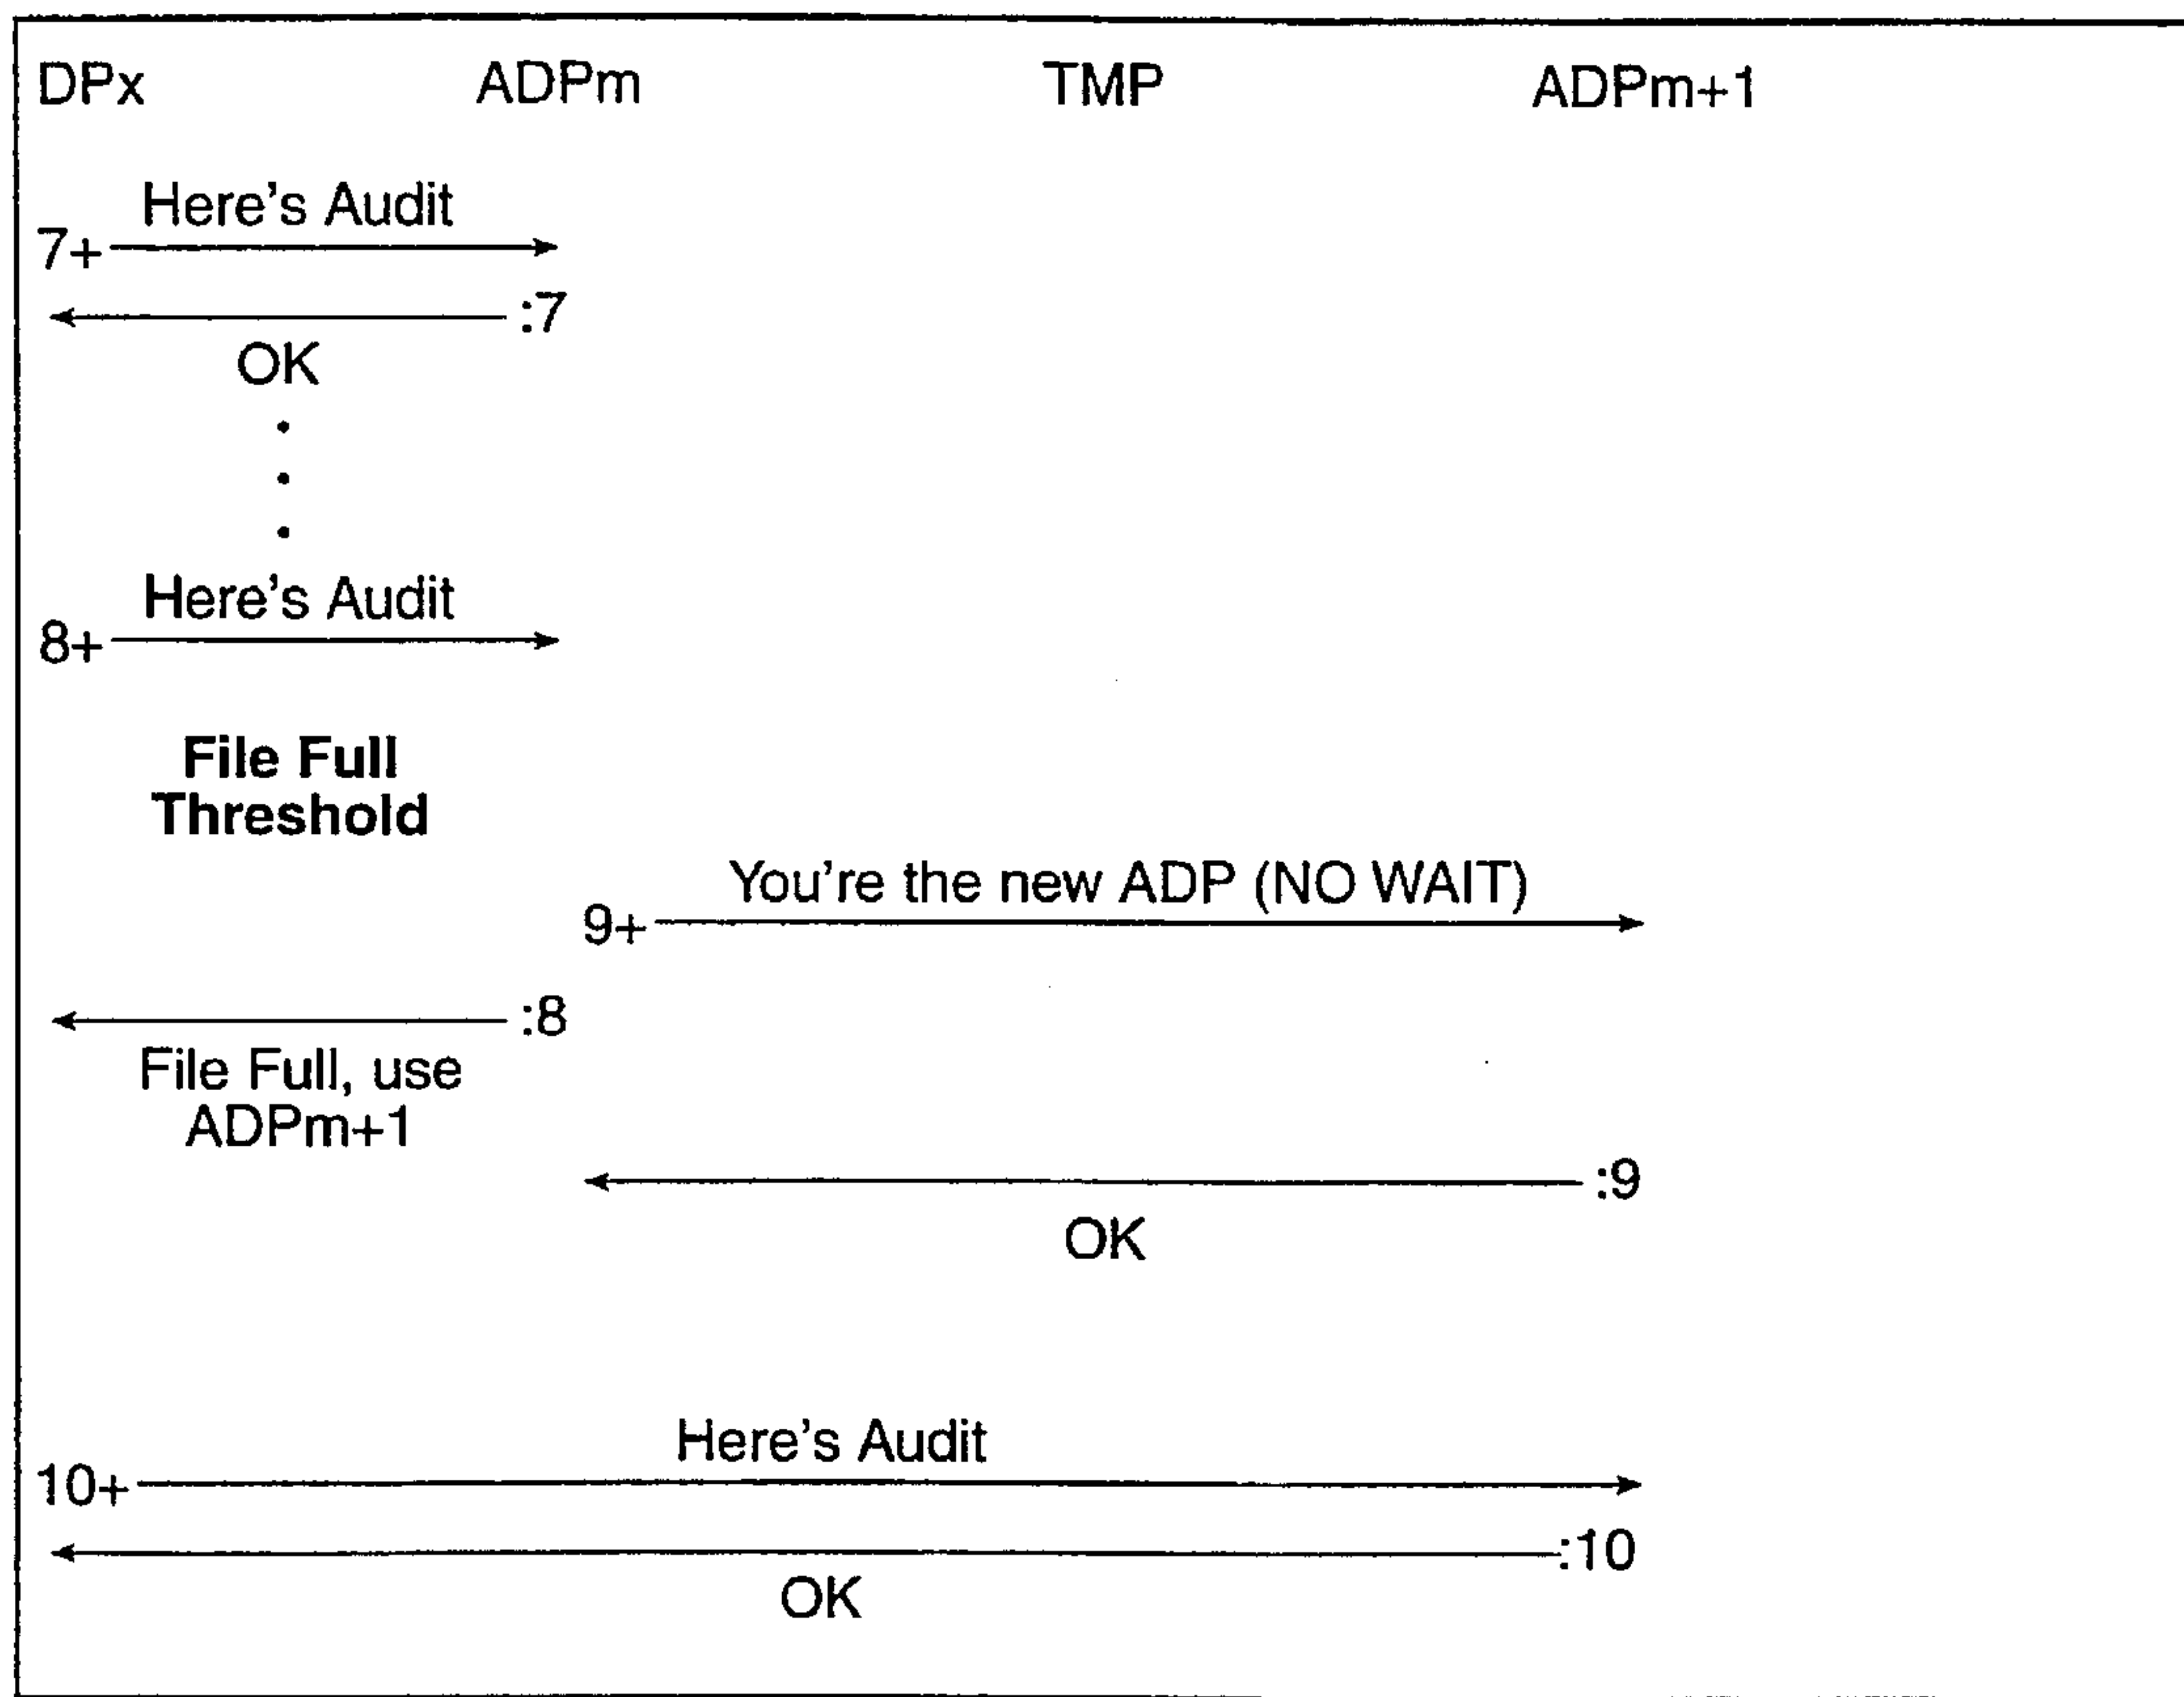 DPx ADPm TMP ADPm+1
Here's Audit
7+
:7
OK
Here's Audit
8+
File Full
Threshold
You're the new ADP (NO WAIT)
9+
:8
File Full, use
ADPm+1
:9
OK
Here's Audit
10+
:10
OK